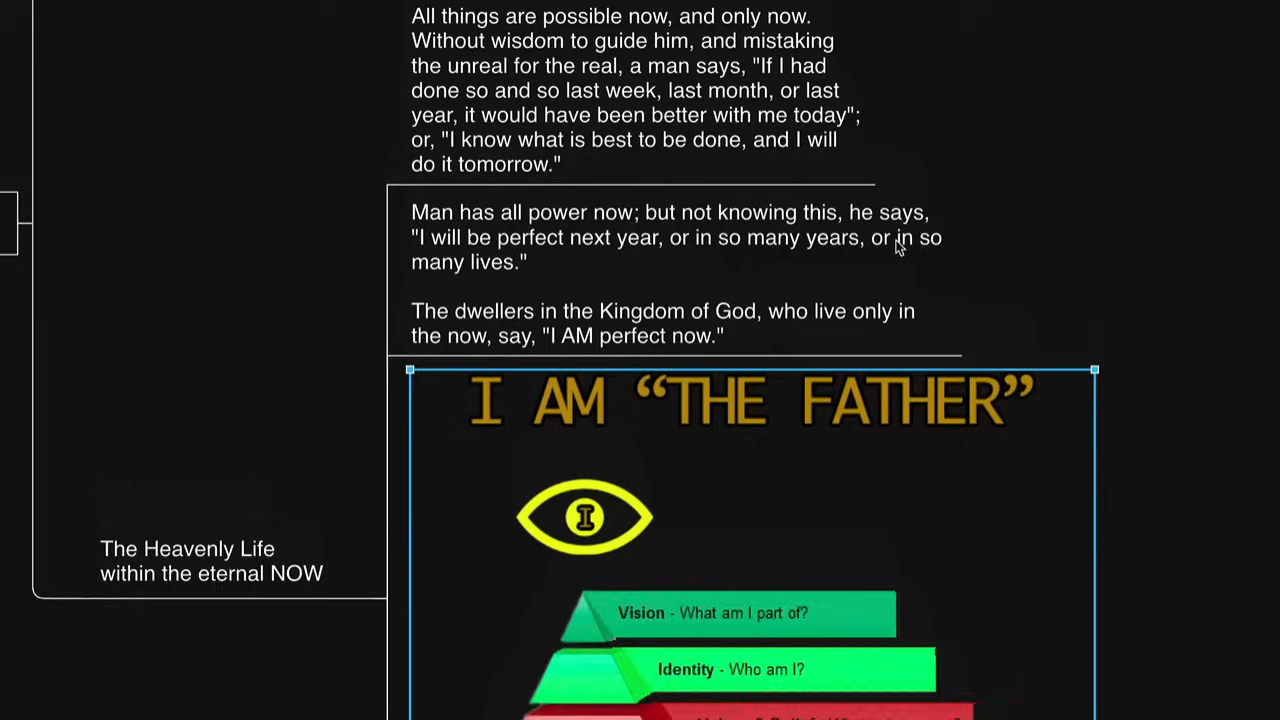 All things are possible now, and only now.
Without wisdom to guide him, and mistaking
the unreal for the real, a man says, "If I had
done so and so last week, last month, or last
year, it would have been better with me today";
or, "I know what is best to be done, and I will
do it tomorrow."
Man has all power now; but not knowing this, he says,
"I will be perfect next year, or in so many years, or in so
many lives."
The dwellers in the Kingdom of God, who live only in
the now, say, "I AM perfect now."
I AM “THE FATHER”
I
Vision - What am I part of?
The Heavenly Life
within the eternal NOW
Identity - Who am I?